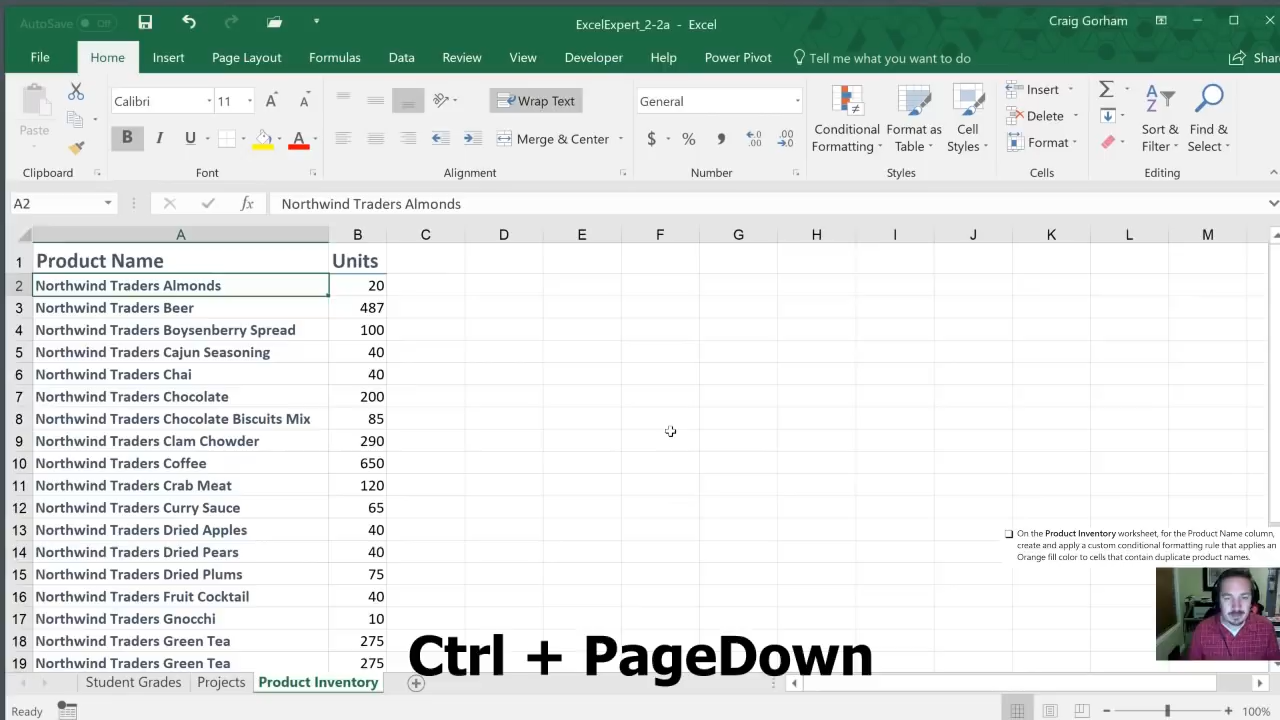 AutoSave Off
ExcelExpert_2-2a - Excel
Craig Gorham
File Home Insert Page Layout Formulas Data Review View Developer Help Power Pivot Tell me what you want to do Share
Paste
Calibri 11
A A
B I U A
Wrap Text
Merge & Center
General
$ % ,
Conditional Formatting
Format as Table
Cell Styles
Insert
Delete
Format
Sort & Filter
Find & Select
Clipboard Font Alignment Number Styles Cells Editing
A2 fx Northwind Traders Almonds
A B C D E F G H I J K L M
1 Product Name Units
2 Northwind Traders Almonds 20
3 Northwind Traders Beer 487
4 Northwind Traders Boysenberry Spread 100
5 Northwind Traders Cajun Seasoning 40
6 Northwind Traders Chai 40
7 Northwind Traders Chocolate 200
8 Northwind Traders Chocolate Biscuits Mix 85
9 Northwind Traders Clam Chowder 290
10 Northwind Traders Coffee 650
11 Northwind Traders Crab Meat 120
12 Northwind Traders Curry Sauce 65
13 Northwind Traders Dried Apples 40
14 Northwind Traders Dried Pears 40
15 Northwind Traders Dried Plums 75
16 Northwind Traders Fruit Cocktail 40
17 Northwind Traders Gnocchi 10
18 Northwind Traders Green Tea 275
19 Northwind Traders Green Tea 275
On the Product Inventory worksheet, for the Product Name column,
create and apply a custom conditional formatting rule that applies an
Orange fill color to cells that contain duplicate product names.
Ctrl + PageDown
Student Grades Projects Product Inventory
Ready 100%